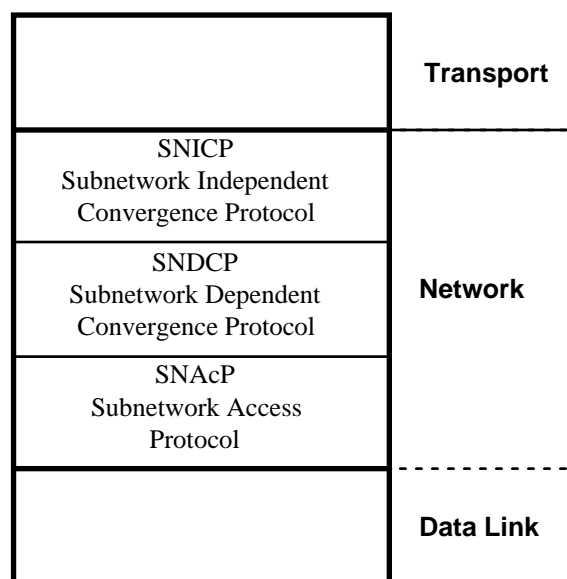 Transport
SNICP
Subnetwork Independent
Convergence Protocol
SNDCP
Subnetwork Dependent
Convergence Protocol
Network
SNAcP
Subnetwork Access
Protocol
Data Link